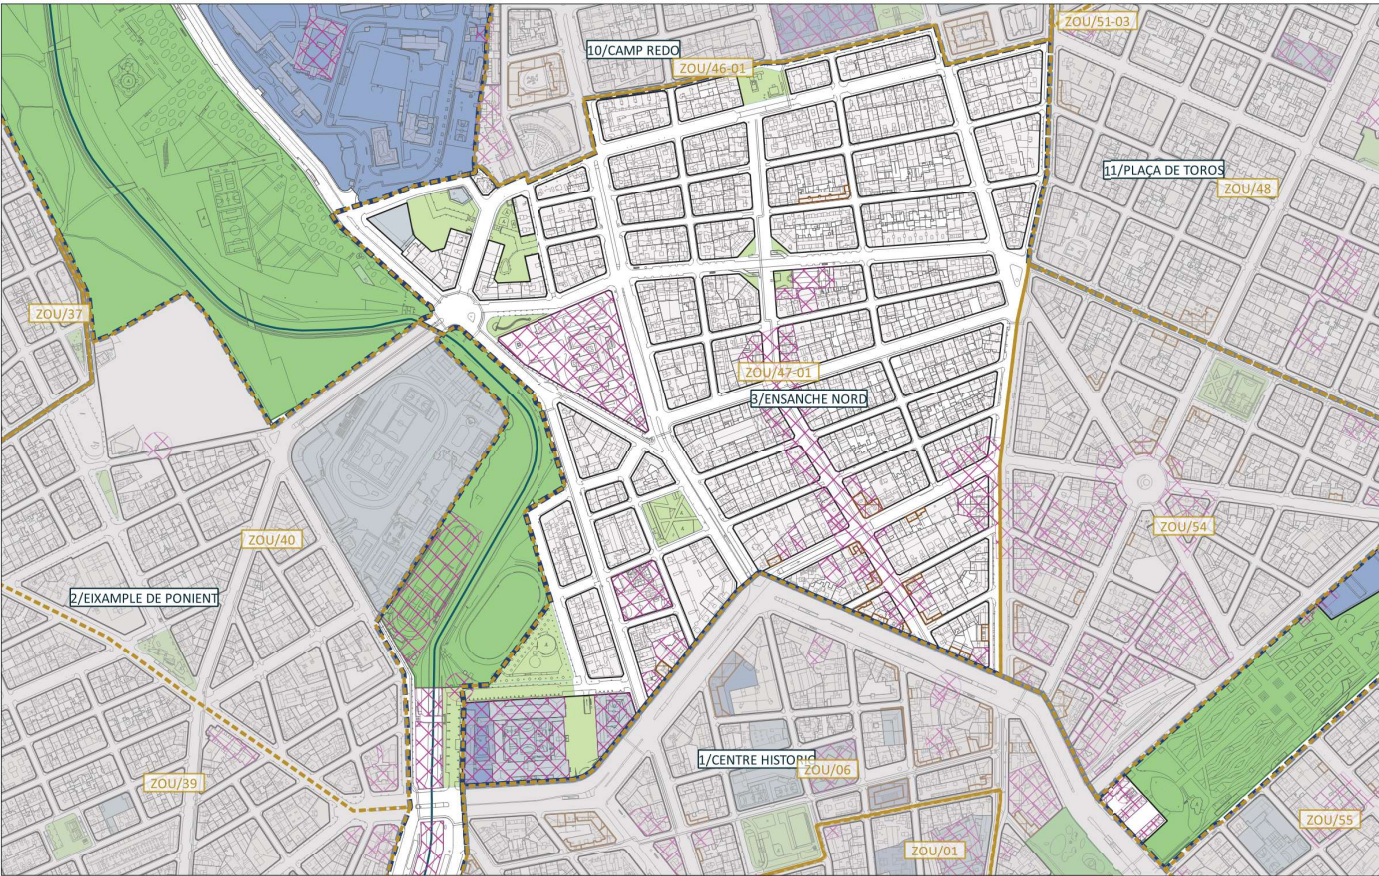 ZOU/51-03
10/CAMP REDO
ZOU/46-01
11/PLAÇA DE TOROS
ZOU/48
ZOU/37
ZOU/47-01
3/ENSANCHE NORD
ZOU/54
ZOU/40
2/EIXAMPLE DE PONIENT
1/CENTRE HISTORIC
ZOU/06
ZOU/39
ZOU/55
ZOU/01